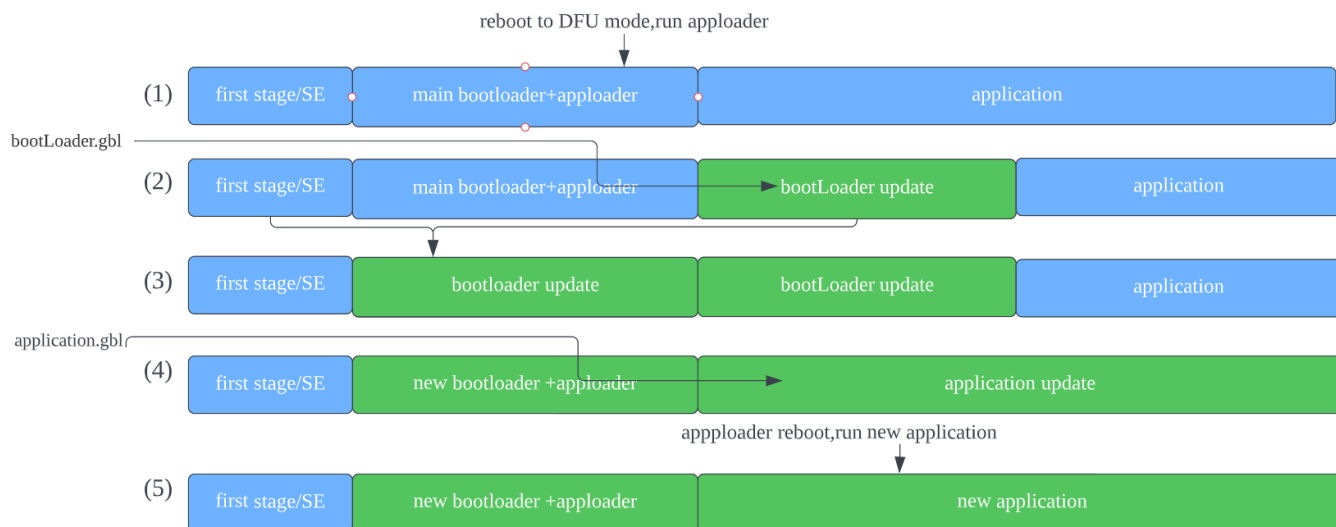 reboot to DFU mode,run apploader
(1)
first stage/SE
main bootloader+apploader
application
bootLoader.gbl
(2)
first stage/SE
main bootloader+apploader
bootLoader update
application
(3)
first stage/SE
bootloader update
bootLoader update
application
application.gbl
(4)
first stage/SE
new bootloader +apploader
application update
appploader reboot,run new application
(5)
first stage/SE
new bootloader +apploader
new application